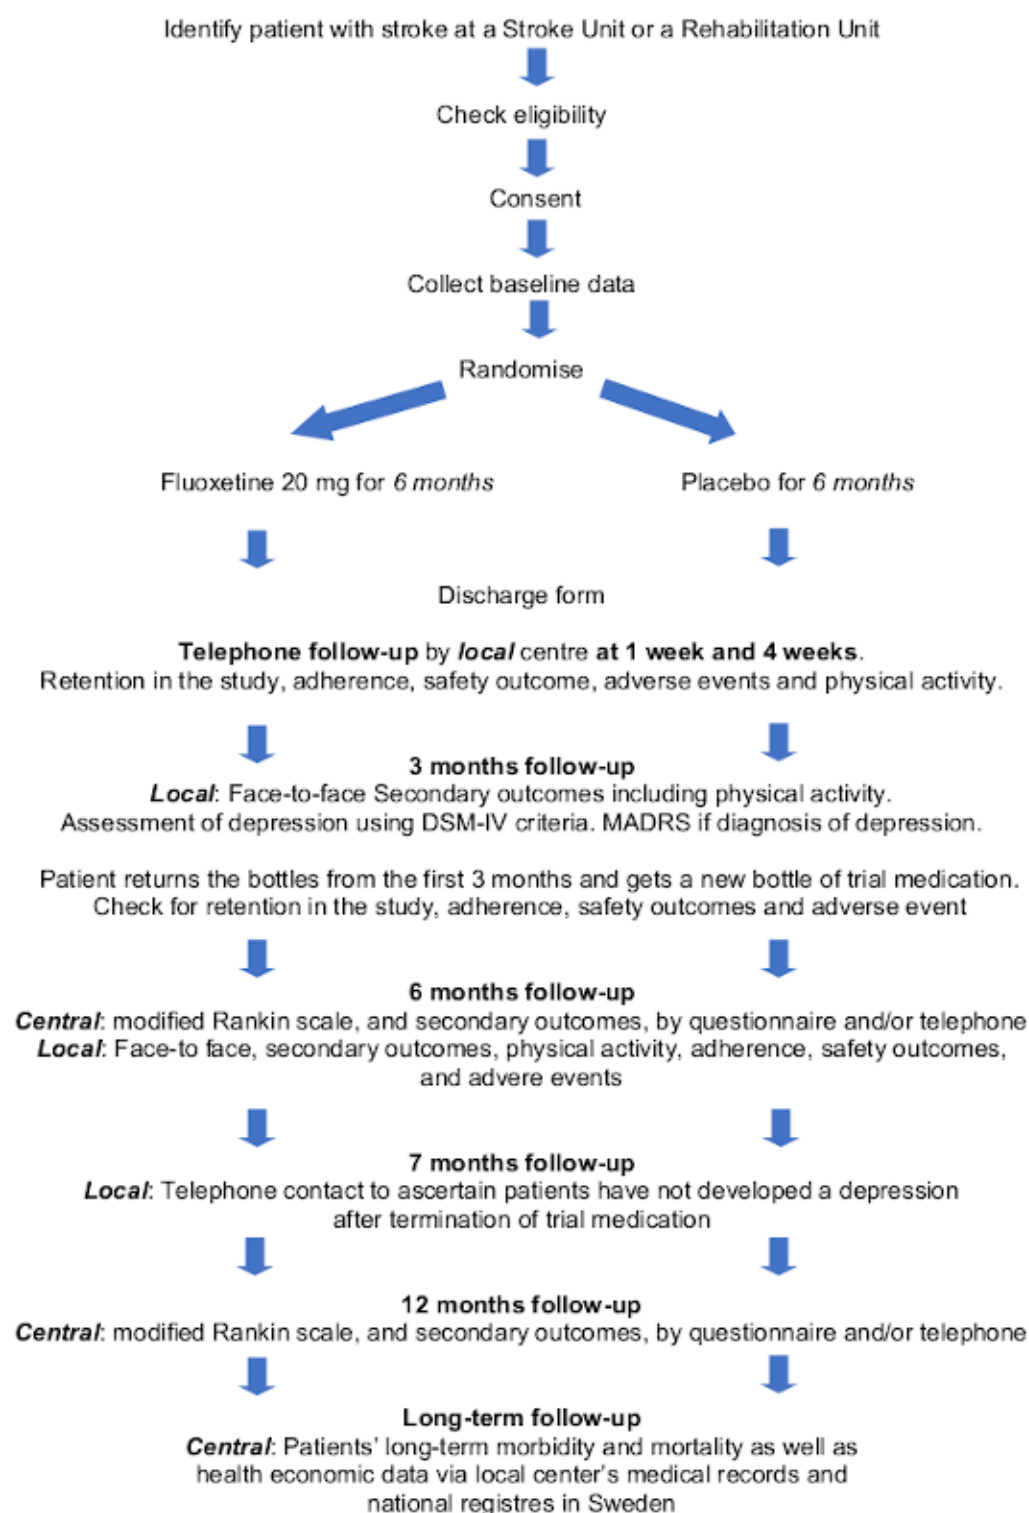 Identify patient with stroke at a Stroke Unit or a Rehabilitation Unit
Check eligibility
Consent
Collect baseline data
Randomise
Fluoxetine 20 mg for 6 months
Placebo for 6 months
Discharge form
Telephone follow-up by local centre at 1 week and 4 weeks.
Retention in the study, adherence, safety outcome, adverse events and physical activity.
3 months follow-up
Local: Face-to-face Secondary outcomes including physical activity.
Assessment of depression using DSM-IV criteria. MADRS if diagnosis of depression.
Patient returns the bottles from the first 3 months and gets a new bottle of trial medication.
Check for retention in the study, adherence, safety outcomes and adverse event
6 months follow-up
Central: modified Rankin scale, and secondary outcomes, by questionnaire and/or telephone
Local: Face-to face, secondary outcomes, physical activity, adherence, safety outcomes,
and advere events
7 months follow-up
Local: Telephone contact to ascertain patients have not developed a depression
after termination of trial medication
12 months follow-up
Central: modified Rankin scale, and secondary outcomes, by questionnaire and/or telephone
Long-term follow-up
Central: Patients' long-term morbidity and mortality as well as
health economic data via local center's medical records and
national registres in Sweden